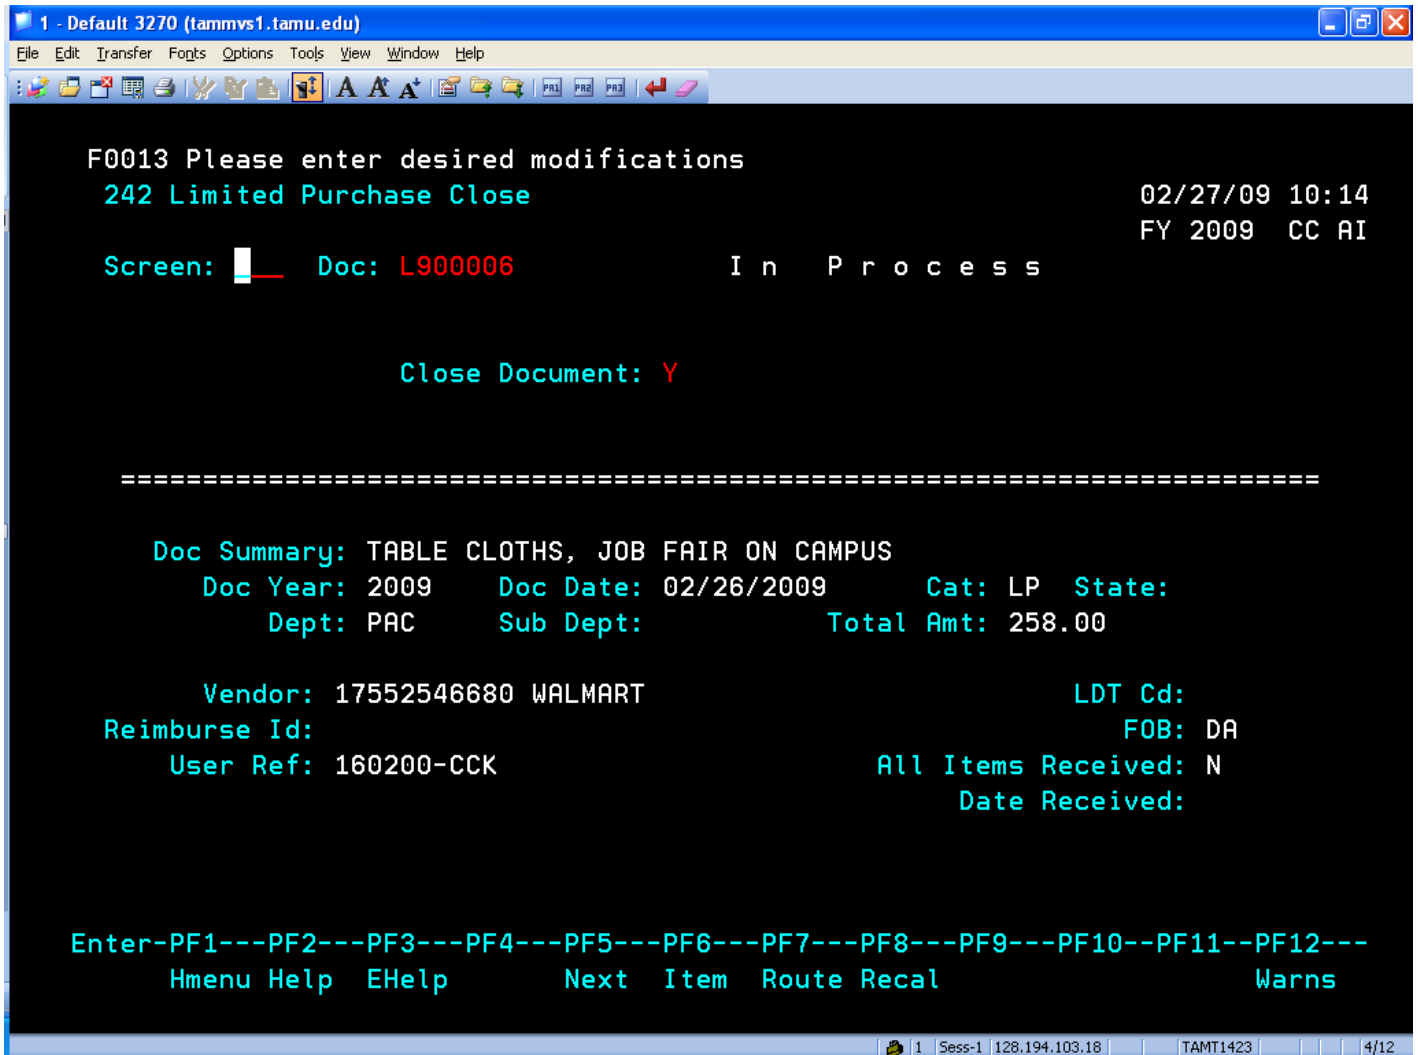 1 - Default 3270 (tammvs1.tamu.edu)
File Edit Transfer Fonts Options Tools View Window Help
PA1 PA2 PA3
F0013 Please enter desired modifications
242 Limited Purchase Close 02/27/09 10:14
FY 2009 CC AI
Screen: ___ Doc: L900006 I n P r o c e s s
Close Document: Y
=========================================================================
Doc Summary: TABLE CLOTHS, JOB FAIR ON CAMPUS
Doc Year: 2009 Doc Date: 02/26/2009 Cat: LP State:
Dept: PAC Sub Dept: Total Amt: 258.00
Vendor: 17552546680 WALMART LDT Cd:
Reimburse Id: FOB: DA
User Ref: 160200-CCK All Items Received: N
Date Received:
Enter-PF1---PF2---PF3---PF4---PF5---PF6---PF7---PF8---PF9---PF10--PF11--PF12---
Hmenu Help EHelp Next Item Route Recal Warns
1 Sess-1 128.194.103.18 TAMT1423 4/12